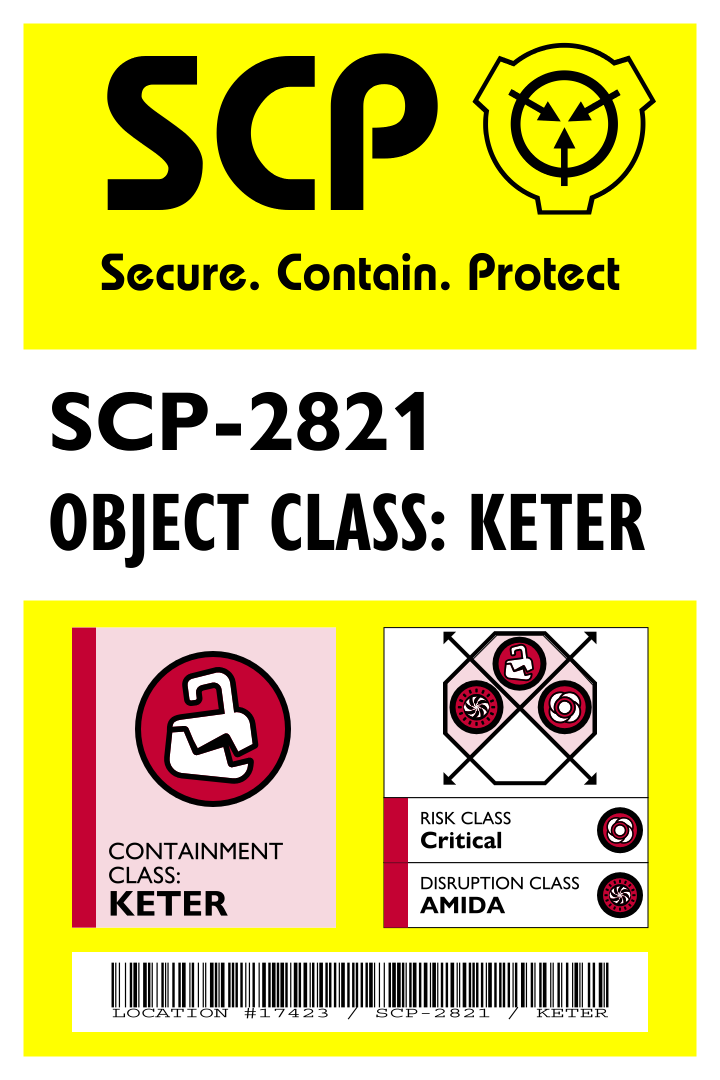 SCP
Secure. Contain. Protect
SCP-2821
OBJECT CLASS: KETER
CONTAINMENT
CLASS:
KETER
RISK CLASS
Critical
DISRUPTION CLASS
AMIDA
LOCATION #17423 / SCP-2821 / KETER